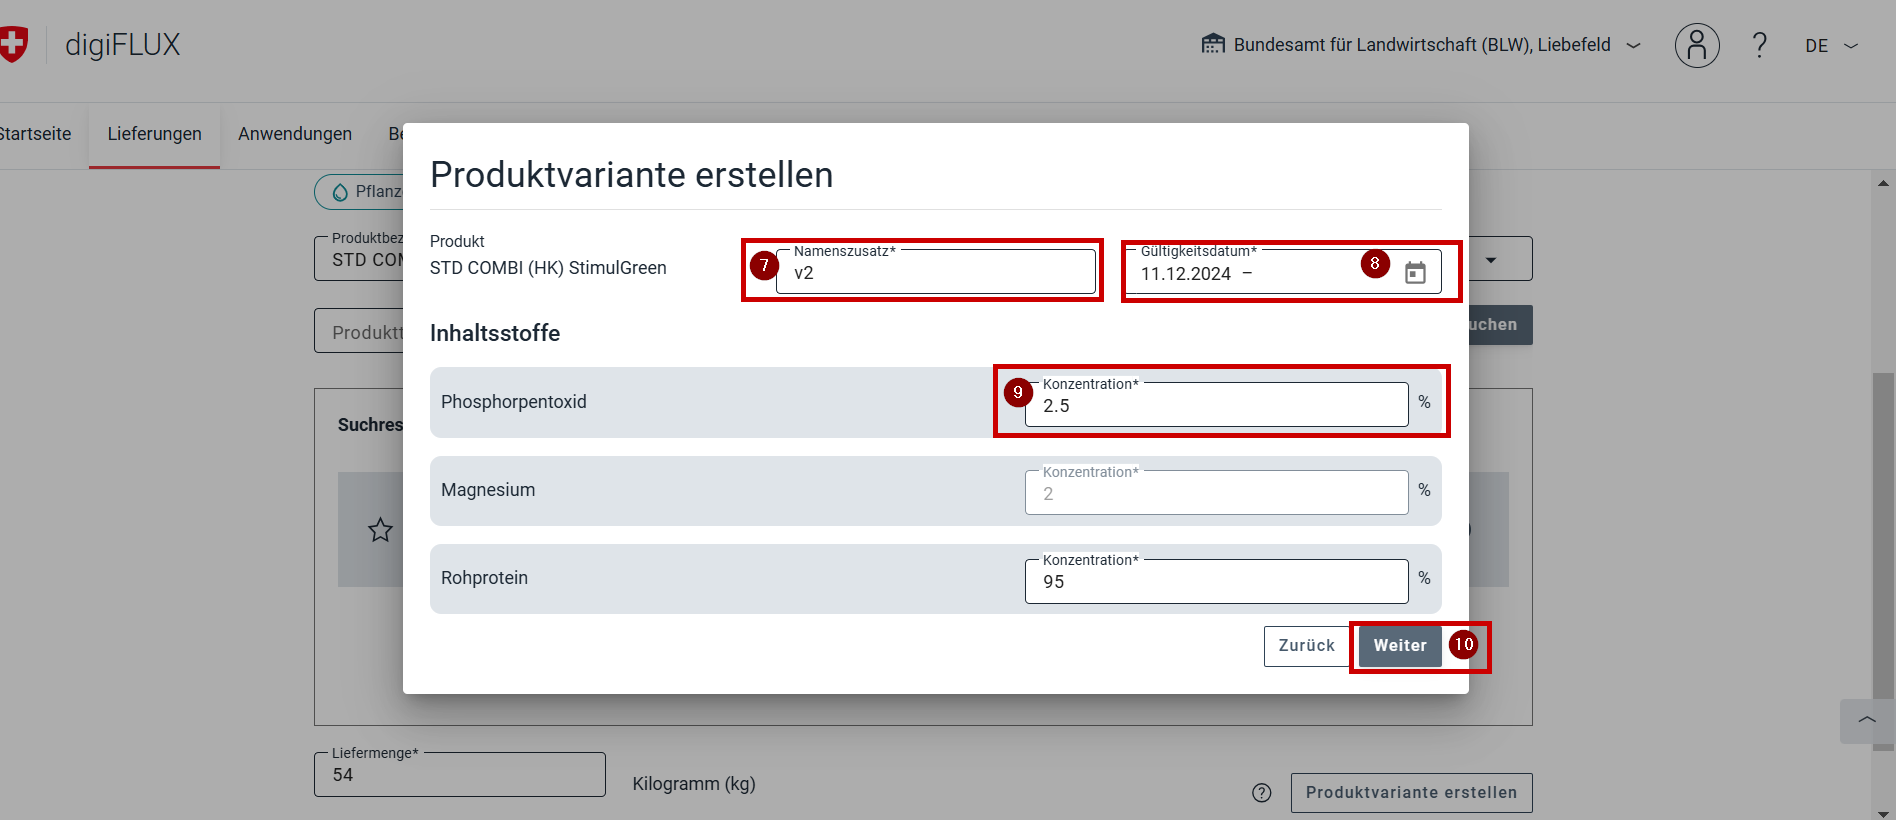 digiFLUX
Bundesamt für Landwirtschaft (BLW), Liebefeld
?
DE
Startseite
Lieferungen
Anwendungen
Be
Pflanze
Produktbez
STD COM
Produktt
uchen
Suchres
Produktvariante erstellen
Produkt
STD COMBI (HK) StimulGreen
7
Namenszusatz*
v2
Gültigkeitsdatum*
11.12.2024 –
8
Inhaltsstoffe
Phosphorpentoxid
9
Konzentration*
2.5
%
Magnesium
Konzentration*
2
%
Rohprotein
Konzentration*
95
%
Zurück
Weiter
10
Liefermenge*
54
Kilogramm (kg)
?
Produktvariante erstellen